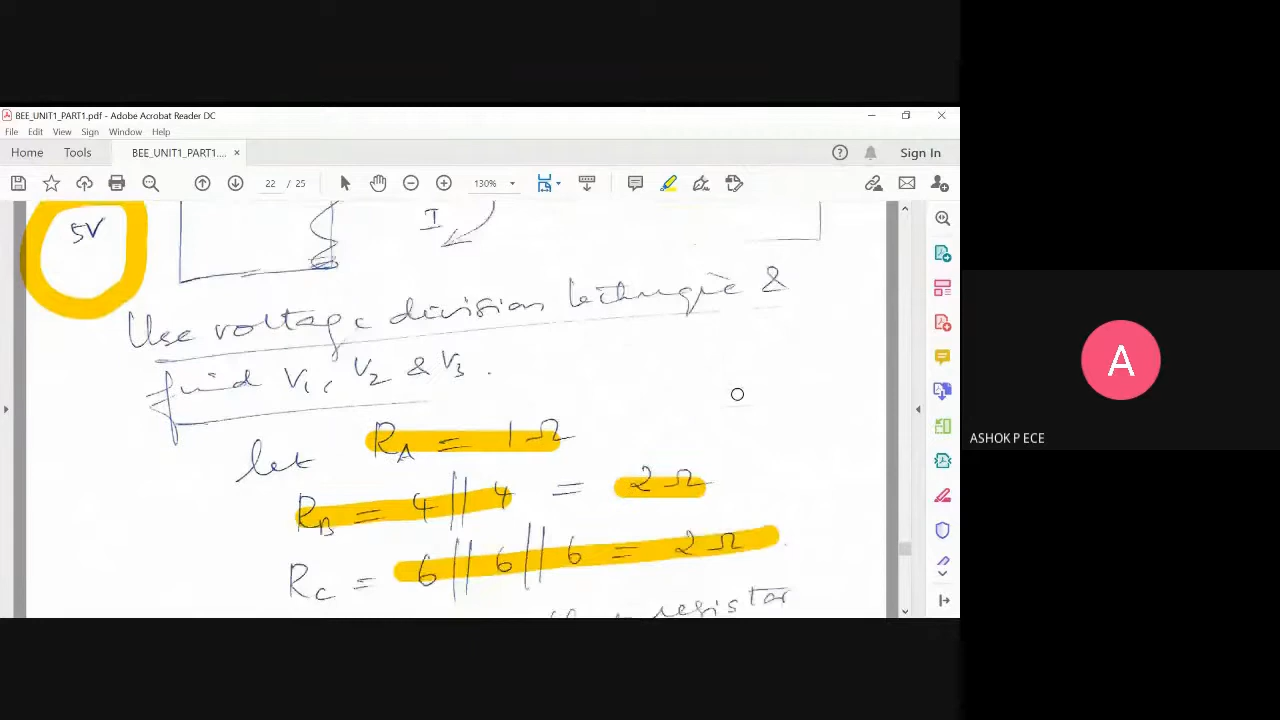 BEE_UNIT1_PART1.pdf - Adobe Acrobat Reader DC
File Edit View Sign Window Help
Home Tools BEE_UNIT1_PART1.... × Sign In
22 / 25 130%
5V I
Use voltage division technique &
find V1, V2 & V3.
let RA = 1Ω
RB = 4 || 4 = 2Ω
RC = 6 || 6 || 6 = 2Ω
resistor
A
ASHOK P ECE